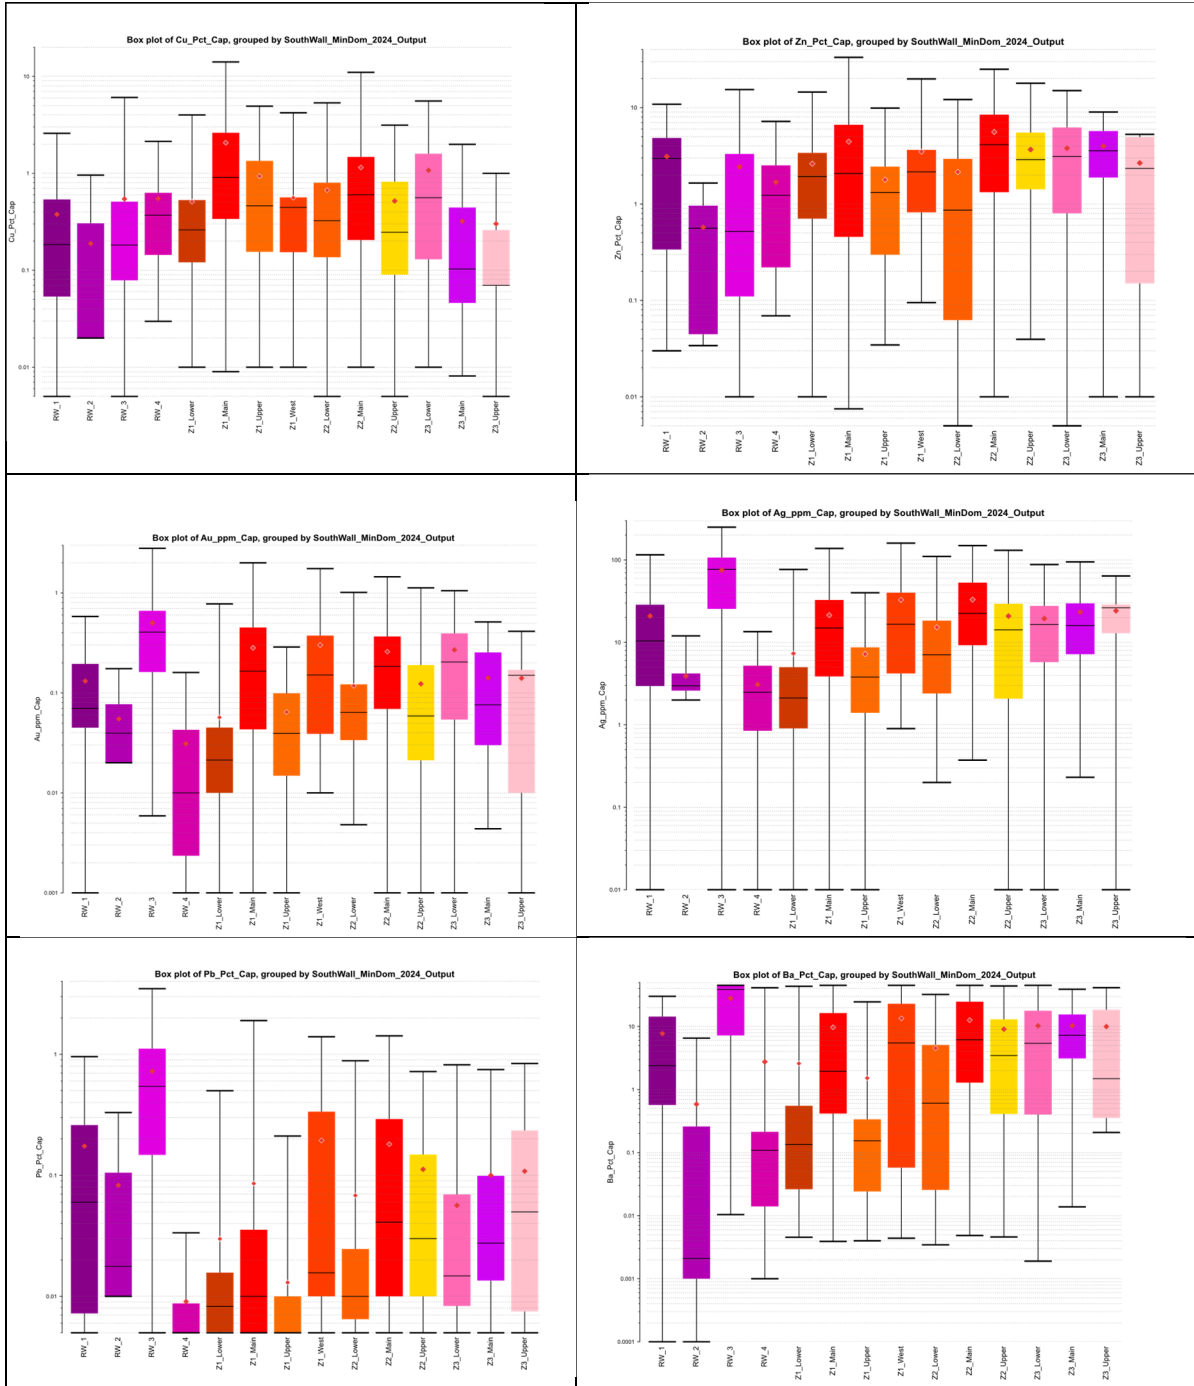 Box plot of Cu_Pct_Cap, grouped by SouthWall_MinDom_2024_Output
10
1
0.1
0.01
Cu_Pct_Cap
RW_1
RW_2
RW_3
RW_4
Z1_Lower
Z1_Main
Z1_Upper
Z1_West
Z2_Lower
Z2_Main
Z2_Upper
Z3_Lower
Z3_Main
Z3_Upper
Box plot of Zn_Pct_Cap, grouped by SouthWall_MinDom_2024_Output
10
1
0.1
0.01
Zn_Pct_Cap
RW_1
RW_2
RW_3
RW_4
Z1_Lower
Z1_Main
Z1_Upper
Z1_West
Z2_Lower
Z2_Main
Z2_Upper
Z3_Lower
Z3_Main
Z3_Upper
Box plot of Au_ppm_Cap, grouped by SouthWall_MinDom_2024_Output
1
0.1
0.01
0.001
Au_ppm_Cap
RW_1
RW_2
RW_3
RW_4
Z1_Lower
Z1_Main
Z1_Upper
Z1_West
Z2_Lower
Z2_Main
Z2_Upper
Z3_Lower
Z3_Main
Z3_Upper
Box plot of Ag_ppm_Cap, grouped by SouthWall_MinDom_2024_Output
100
10
1
0.1
0.01
Ag_ppm_Cap
RW_1
RW_2
RW_3
RW_4
Z1_Lower
Z1_Main
Z1_Upper
Z1_West
Z2_Lower
Z2_Main
Z2_Upper
Z3_Lower
Z3_Main
Z3_Upper
Box plot of Pb_Pct_Cap, grouped by SouthWall_MinDom_2024_Output
1
0.1
0.01
Pb_Pct_Cap
RW_1
RW_2
RW_3
RW_4
Z1_Lower
Z1_Main
Z1_Upper
Z1_West
Z2_Lower
Z2_Main
Z2_Upper
Z3_Lower
Z3_Main
Z3_Upper
Box plot of Ba_Pct_Cap, grouped by SouthWall_MinDom_2024_Output
10
1
0.1
0.01
0.001
0.0001
Ba_Pct_Cap
RW_1
RW_2
RW_3
RW_4
Z1_Lower
Z1_Main
Z1_Upper
Z1_West
Z2_Lower
Z2_Main
Z2_Upper
Z3_Lower
Z3_Main
Z3_Upper